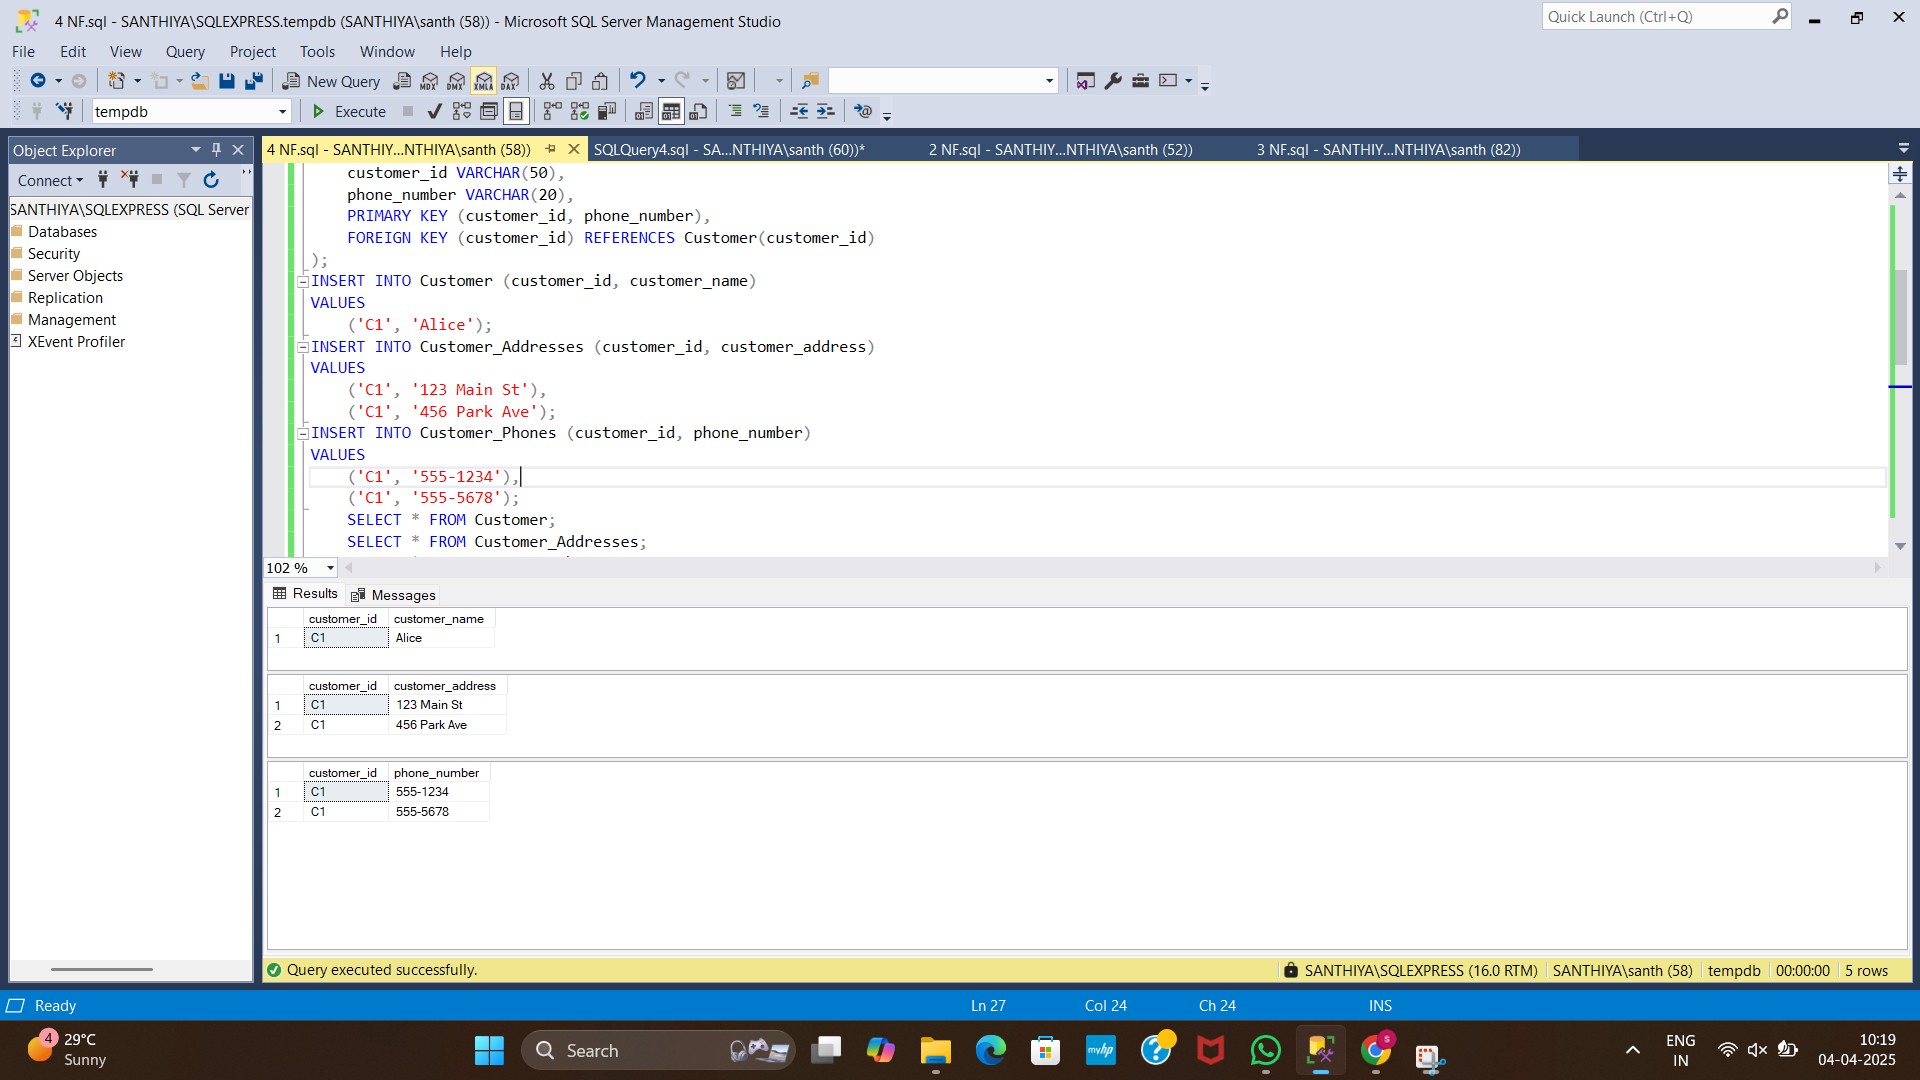 4 NF.sql - SANTHIYA\SQLEXPRESS.tempdb (SANTHIYA\santh (58)) - Microsoft SQL Server Management Studio
Quick Launch (Ctrl+Q)
File Edit View Query Project Tools Window Help
New Query MDX DMX XMLA DAX
tempdb Execute
Object Explorer
4 NF.sql - SANTHIY...NTHIYA\santh (58))
SQLQuery4.sql - SA...NTHIYA\santh (60))*
2 NF.sql - SANTHIY...NTHIYA\santh (52))
3 NF.sql - SANTHIY...NTHIYA\santh (82))
Connect
SANTHIYA\SQLEXPRESS (SQL Server
Databases
Security
Server Objects
Replication
Management
XEvent Profiler
customer_id VARCHAR(50),
phone_number VARCHAR(20),
PRIMARY KEY (customer_id, phone_number),
FOREIGN KEY (customer_id) REFERENCES Customer(customer_id)
);
INSERT INTO Customer (customer_id, customer_name)
VALUES
('C1', 'Alice');
INSERT INTO Customer_Addresses (customer_id, customer_address)
VALUES
('C1', '123 Main St'),
('C1', '456 Park Ave');
INSERT INTO Customer_Phones (customer_id, phone_number)
VALUES
('C1', '555-1234'),
('C1', '555-5678');
SELECT * FROM Customer;
SELECT * FROM Customer_Addresses;
102 %
Results Messages
customer_id customer_name
1 C1 Alice
customer_id customer_address
1 C1 123 Main St
2 C1 456 Park Ave
customer_id phone_number
1 C1 555-1234
2 C1 555-5678
Query executed successfully.
SANTHIYA\SQLEXPRESS (16.0 RTM) SANTHIYA\santh (58) tempdb 00:00:00 5 rows
Ready Ln 27 Col 24 Ch 24 INS
4 29°C
Sunny
Search
myhp
S
ENG
IN
10:19
04-04-2025